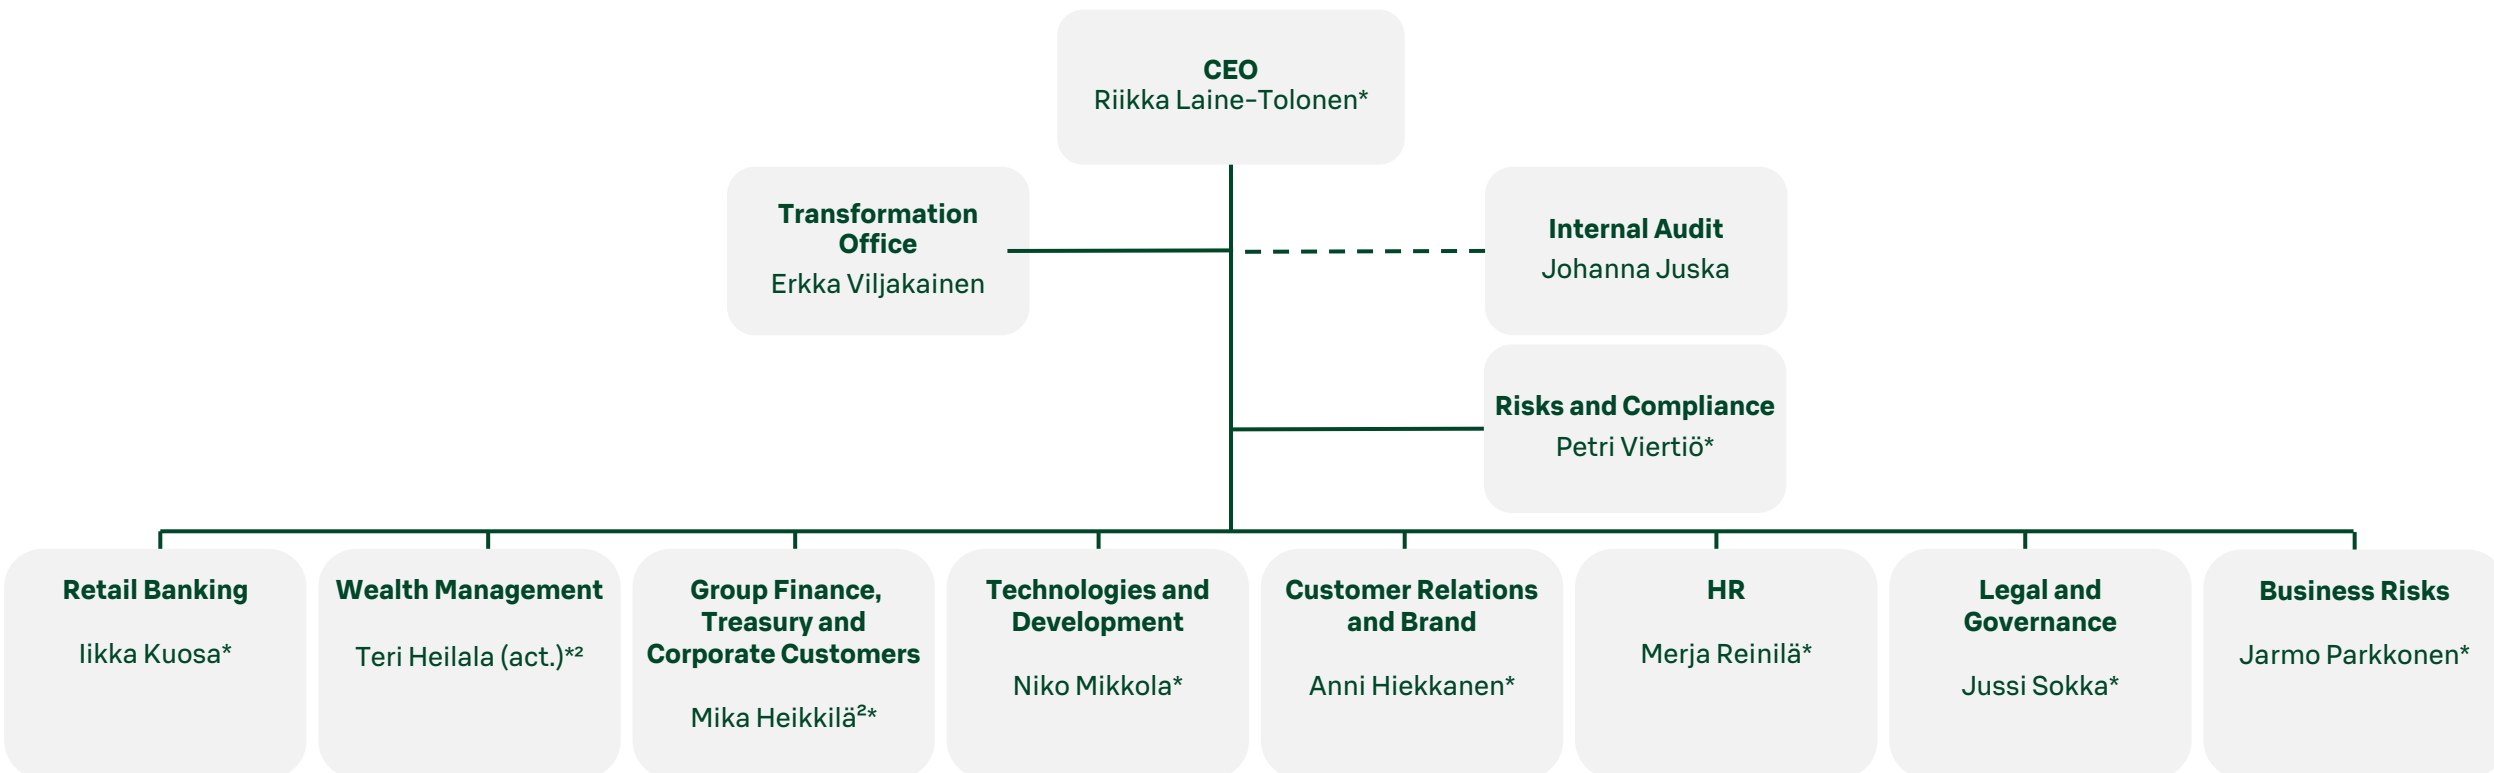 CEO
Riikka Laine-Tolonen*
Transformation
Office
Erkka Viljakainen
Internal Audit
Johanna Juska
Risks and Compliance
Petri Viertiö*
Retail Banking
Iikka Kuosa*
Wealth Management
Teri Heilala (act.)*²
Group Finance,
Treasury and
Corporate Customers
Mika Heikkilä²*
Technologies and
Development
Niko Mikkola*
Customer Relations
and Brand
Anni Hiekkanen*
HR
Merja Reinilä*
Legal and
Governance
Jussi Sokka*
Business Risks
Jarmo Parkkonen*